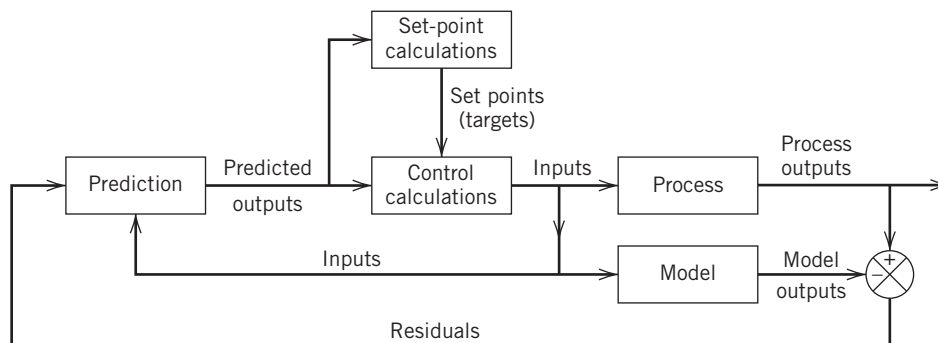 Set-point
calculations
Set points
(targets)
Prediction
Predicted
outputs
Control
calculations
Inputs
Process
Process
outputs
+
−
Inputs
Model
Model
outputs
Residuals